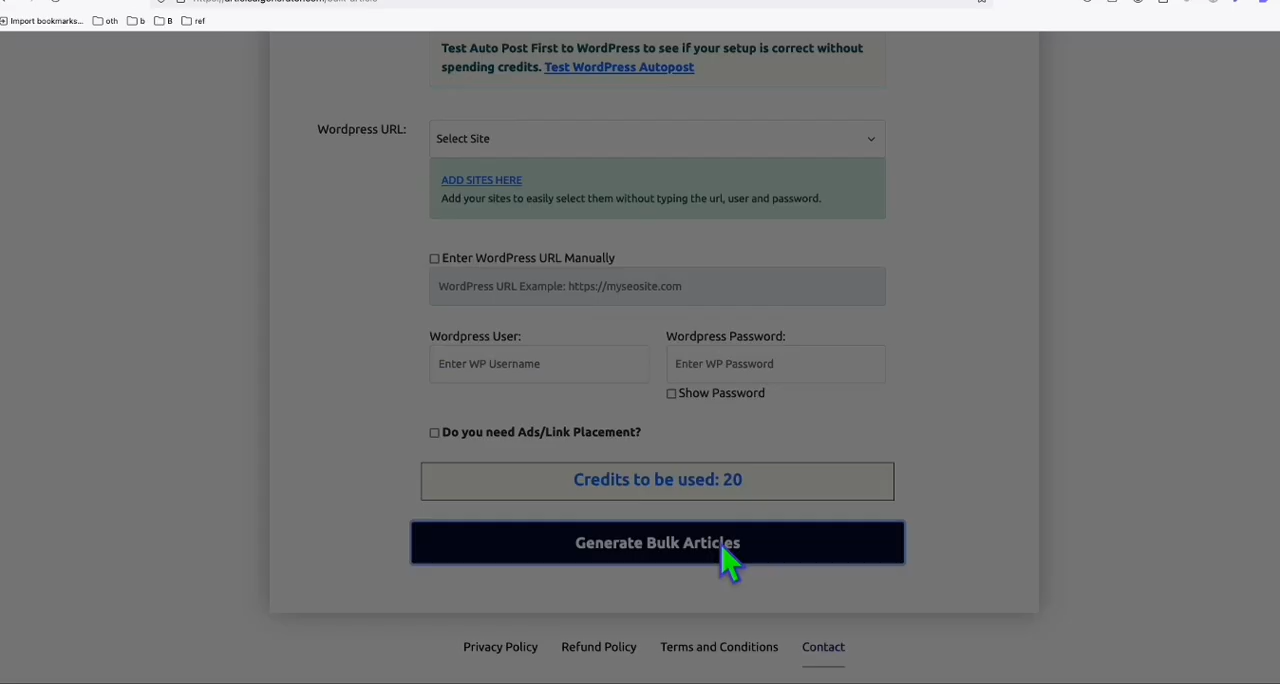 Import bookmarks...
oth
b
B
ref
Test Auto Post First to WordPress to see if your setup is correct without
spending credits. Test WordPress Autopost
Wordpress URL:
Select Site
ADD SITES HERE
Add your sites to easily select them without typing the url, user and password.
Enter WordPress URL Manually
WordPress URL Example: https://myseosite.com
Wordpress User:
Wordpress Password:
Enter WP Username
Enter WP Password
Show Password
Do you need Ads/Link Placement?
Credits to be used: 20
Generate Bulk Articles
Privacy Policy
Refund Policy
Terms and Conditions
Contact